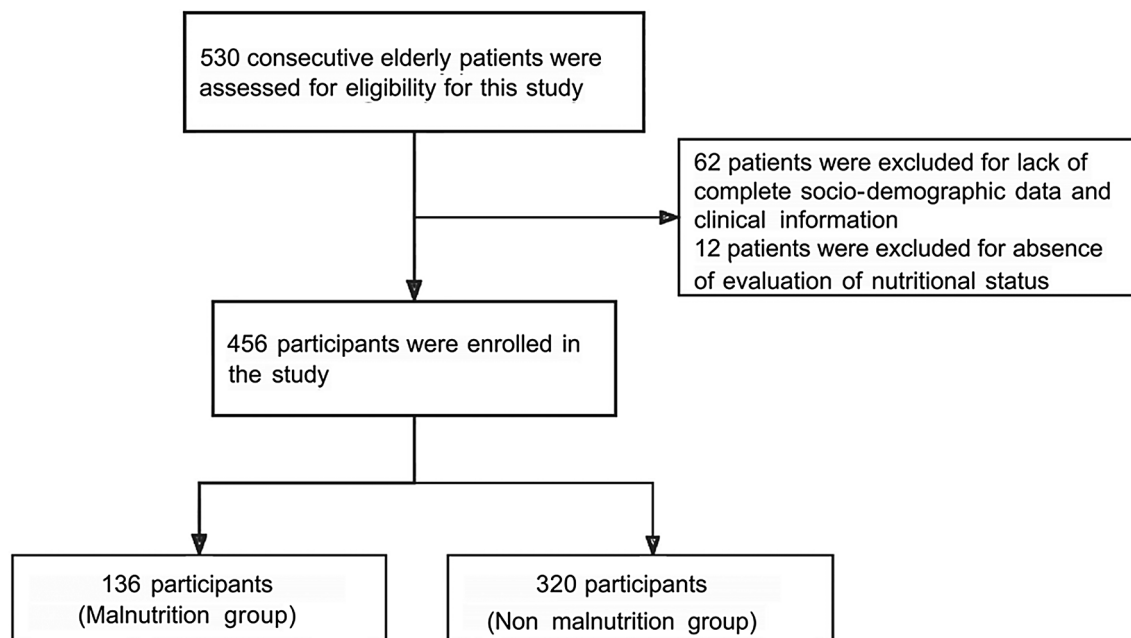 530 consecutive elderly patients were
assessed for eligibility for this study
62 patients were excluded for lack of
complete socio-demographic data and
clinical information
12 patients were excluded for absence
of evaluation of nutritional status
456 participants were enrolled in
the study
136 participants
(Malnutrition group)
320 participants
(Non malnutrition group)